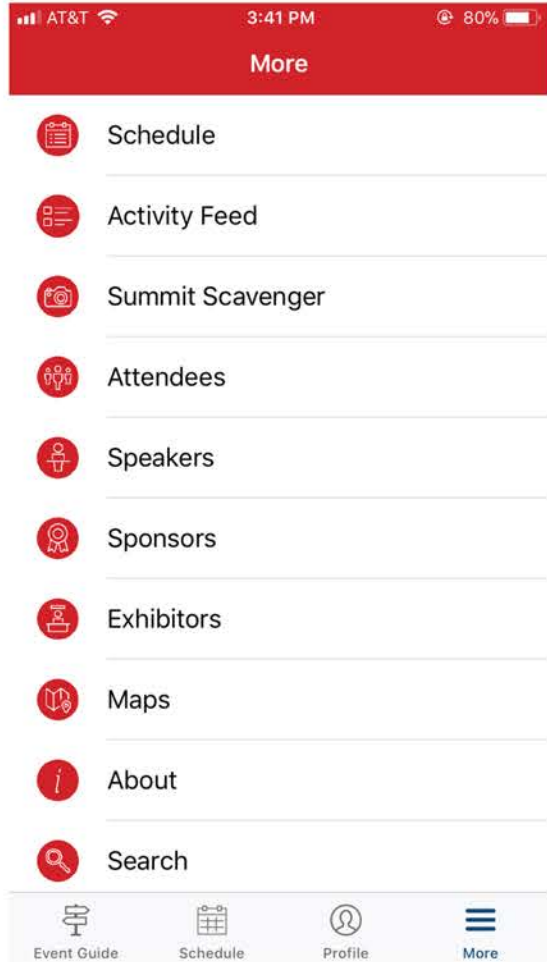 AT&T 3:41 PM 80%
More
Schedule
Activity Feed
Summit Scavenger
Attendees
Speakers
Sponsors
Exhibitors
Maps
About
Search
Event Guide Schedule Profile More